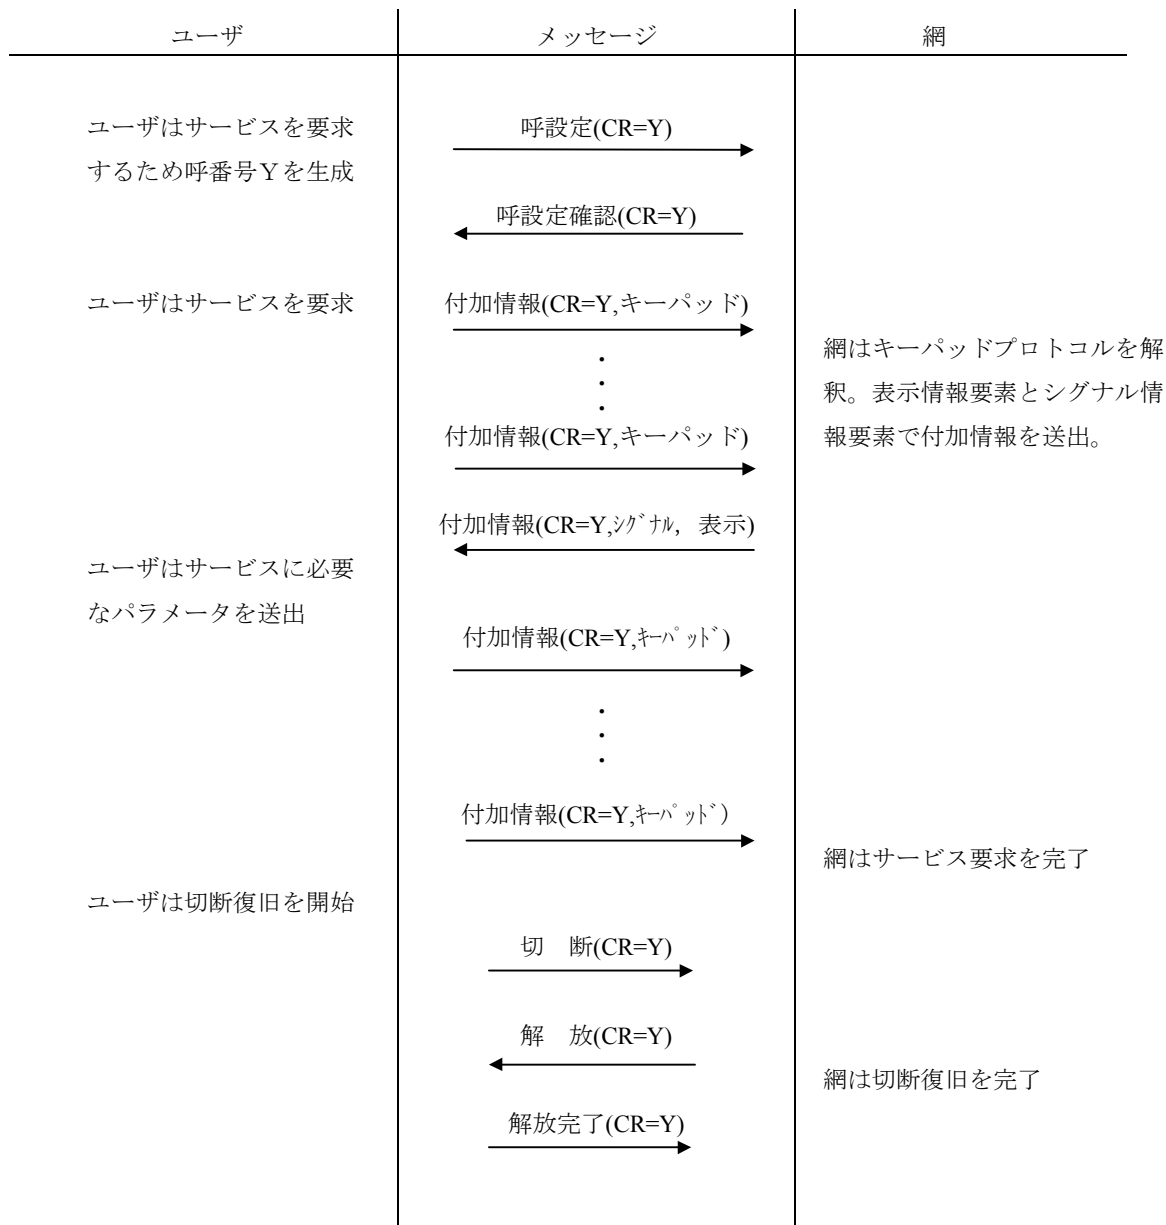 ユーザ
メッセージ
網
ユーザはサービスを要求
するため呼番号Ｙを生成
呼設定(CR=Y)
呼設定確認(CR=Y)
ユーザはサービスを要求
付加情報(CR=Y,キーパッド)
網はキーパッドプロトコルを解
釈。表示情報要素とシグナル情
報要素で付加情報を送出。
付加情報(CR=Y,キーパッド)
付加情報(CR=Y,ｼｸﾞﾅﾙ，表示)
ユーザはサービスに必要
なパラメータを送出
付加情報(CR=Y,ｷｰﾊﾟｯﾄﾞ)
付加情報(CR=Y,ｷｰﾊﾟｯﾄﾞ）
網はサービス要求を完了
ユーザは切断復旧を開始
切　断(CR=Y)
解　放(CR=Y)
網は切断復旧を完了
解放完了(CR=Y)